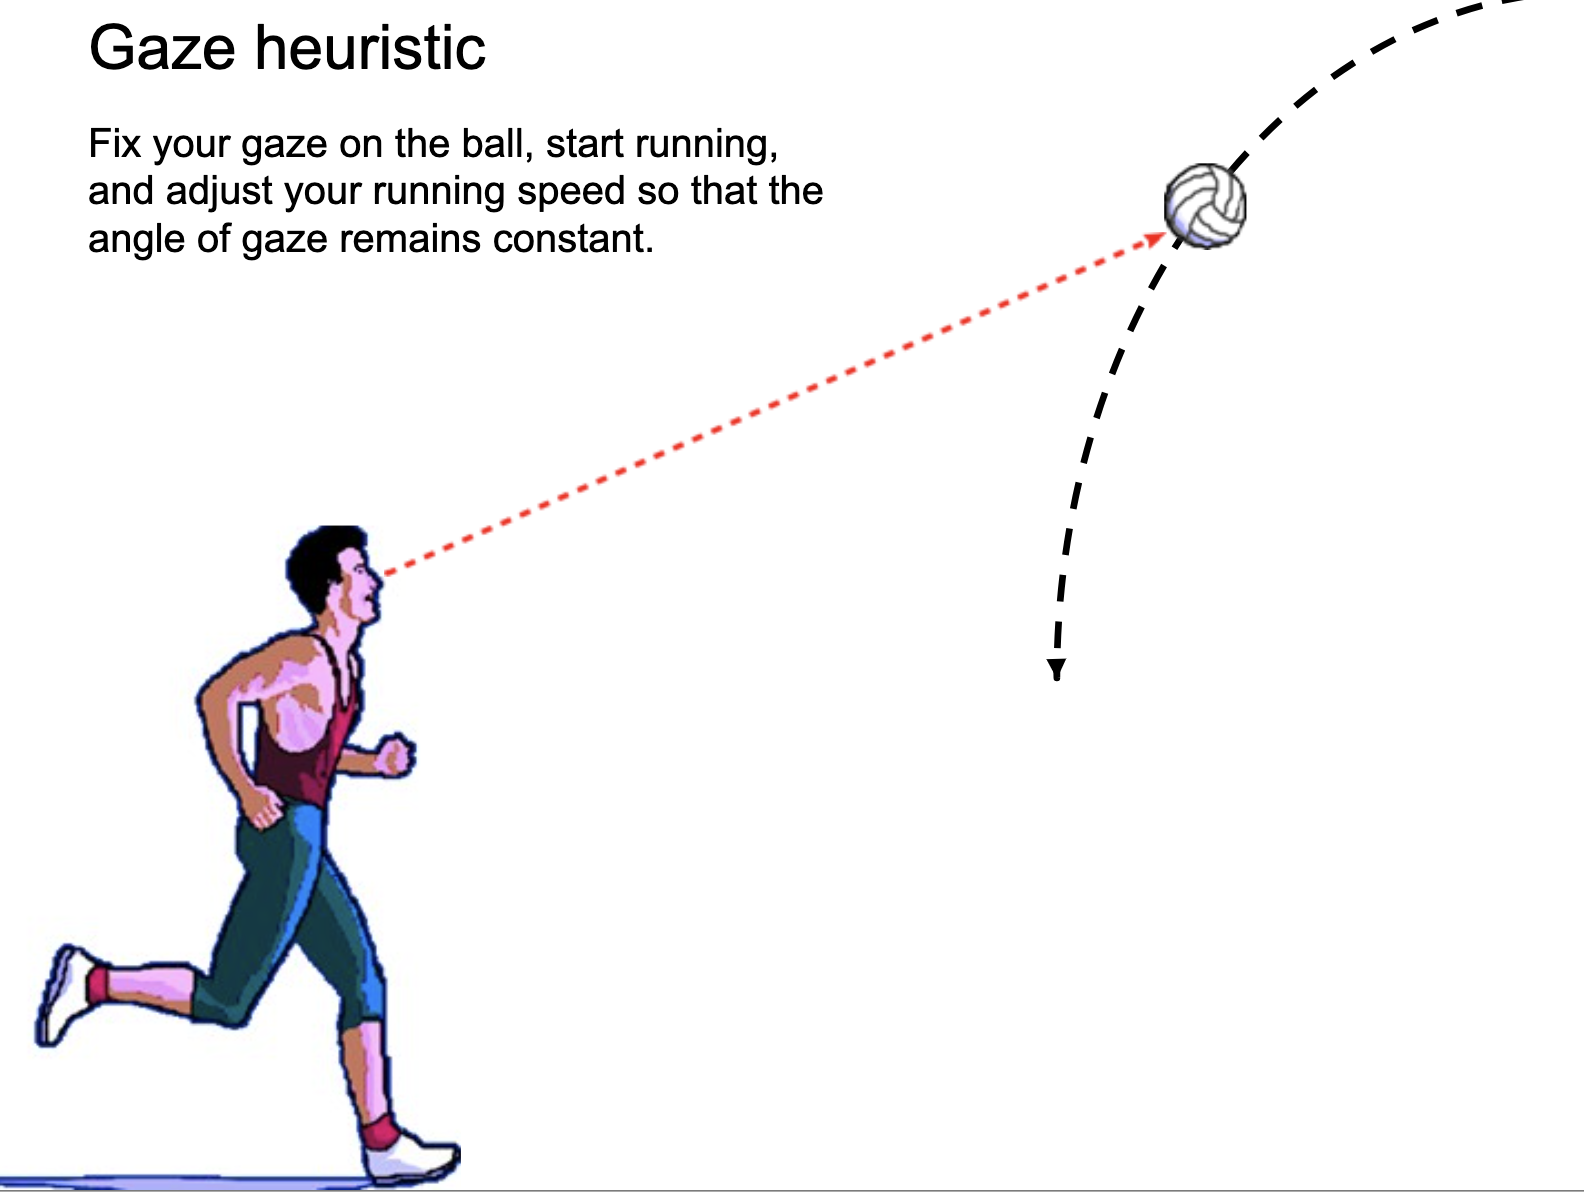 Gaze heuristic
Fix your gaze on the ball, start running,
and adjust your running speed so that the
angle of gaze remains constant.